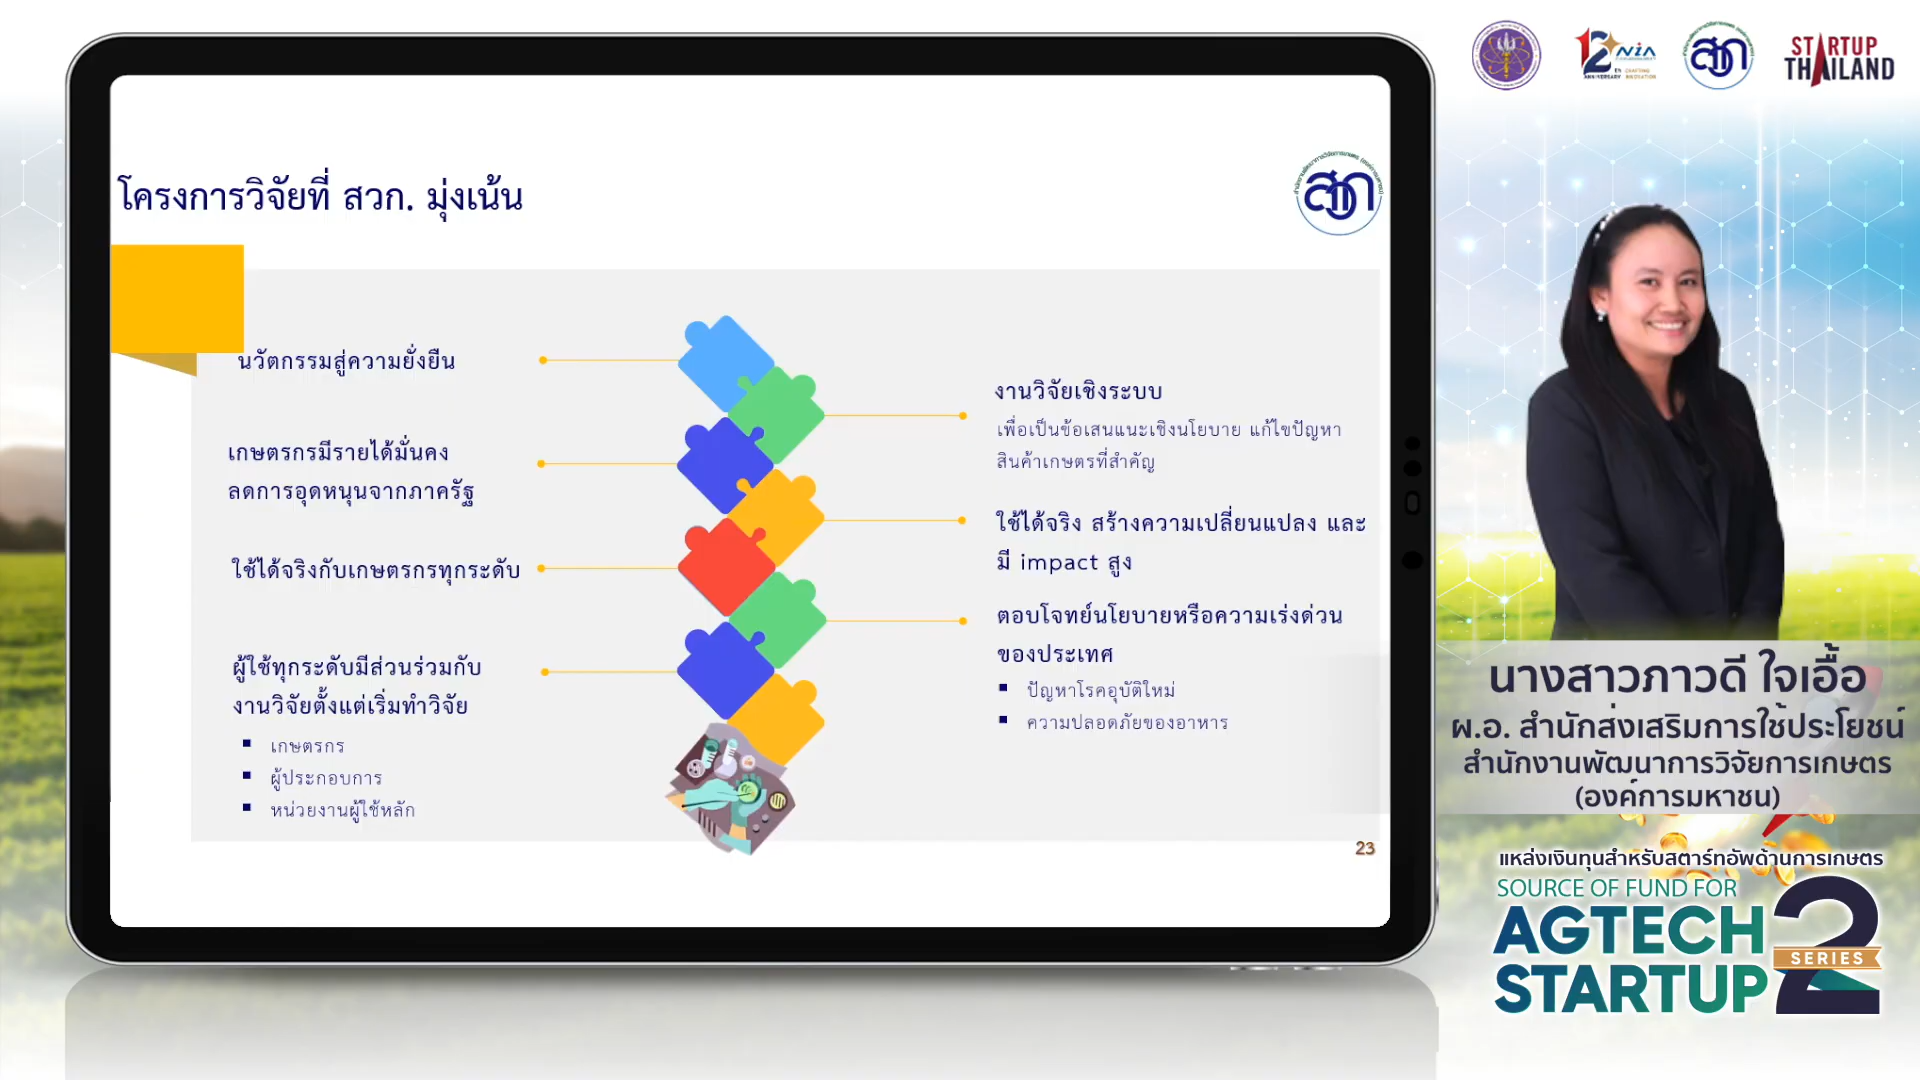 โครงการวิจัยที่ สวก. มุ่งเน้น
สวก
นวัตกรรมสู่ความยั่งยืน
เกษตรกรมีรายได้มั่นคง
ลดการอุดหนุนจากภาครัฐ
ใช้ได้จริงกับเกษตรกรทุกระดับ
ผู้ใช้ทุกระดับมีส่วนร่วมกับ
งานวิจัยตั้งแต่เริ่มทำวิจัย
เกษตรกร
ผู้ประกอบการ
หน่วยงานผู้ใช้หลัก
งานวิจัยเชิงระบบ
เพื่อเป็นข้อเสนแนะเชิงนโยบาย แก้ไขปัญหา
สินค้าเกษตรที่สำคัญ
ใช้ได้จริง สร้างความเปลี่ยนแปลง และ
มี impact สูง
ตอบโจทย์นโยบายหรือความเร่งด่วน
ของประเทศ
ปัญหาโรคอุบัติใหม่
ความปลอดภัยของอาหาร
23
12 NIA
ANNIVERSARY
สวก
STARTUP
THAILAND
นางสาวภาวดี ใจเอื้อ
ผ.อ. สำนักส่งเสริมการใช้ประโยชน์
สำนักงานพัฒนาการวิจัยการเกษตร
(องค์การมหาชน)
แหล่งเงินทุนสำหรับสตาร์ทอัพด้านการเกษตร
SOURCE OF FUND FOR
AGTECH
STARTUP
2
SERIES